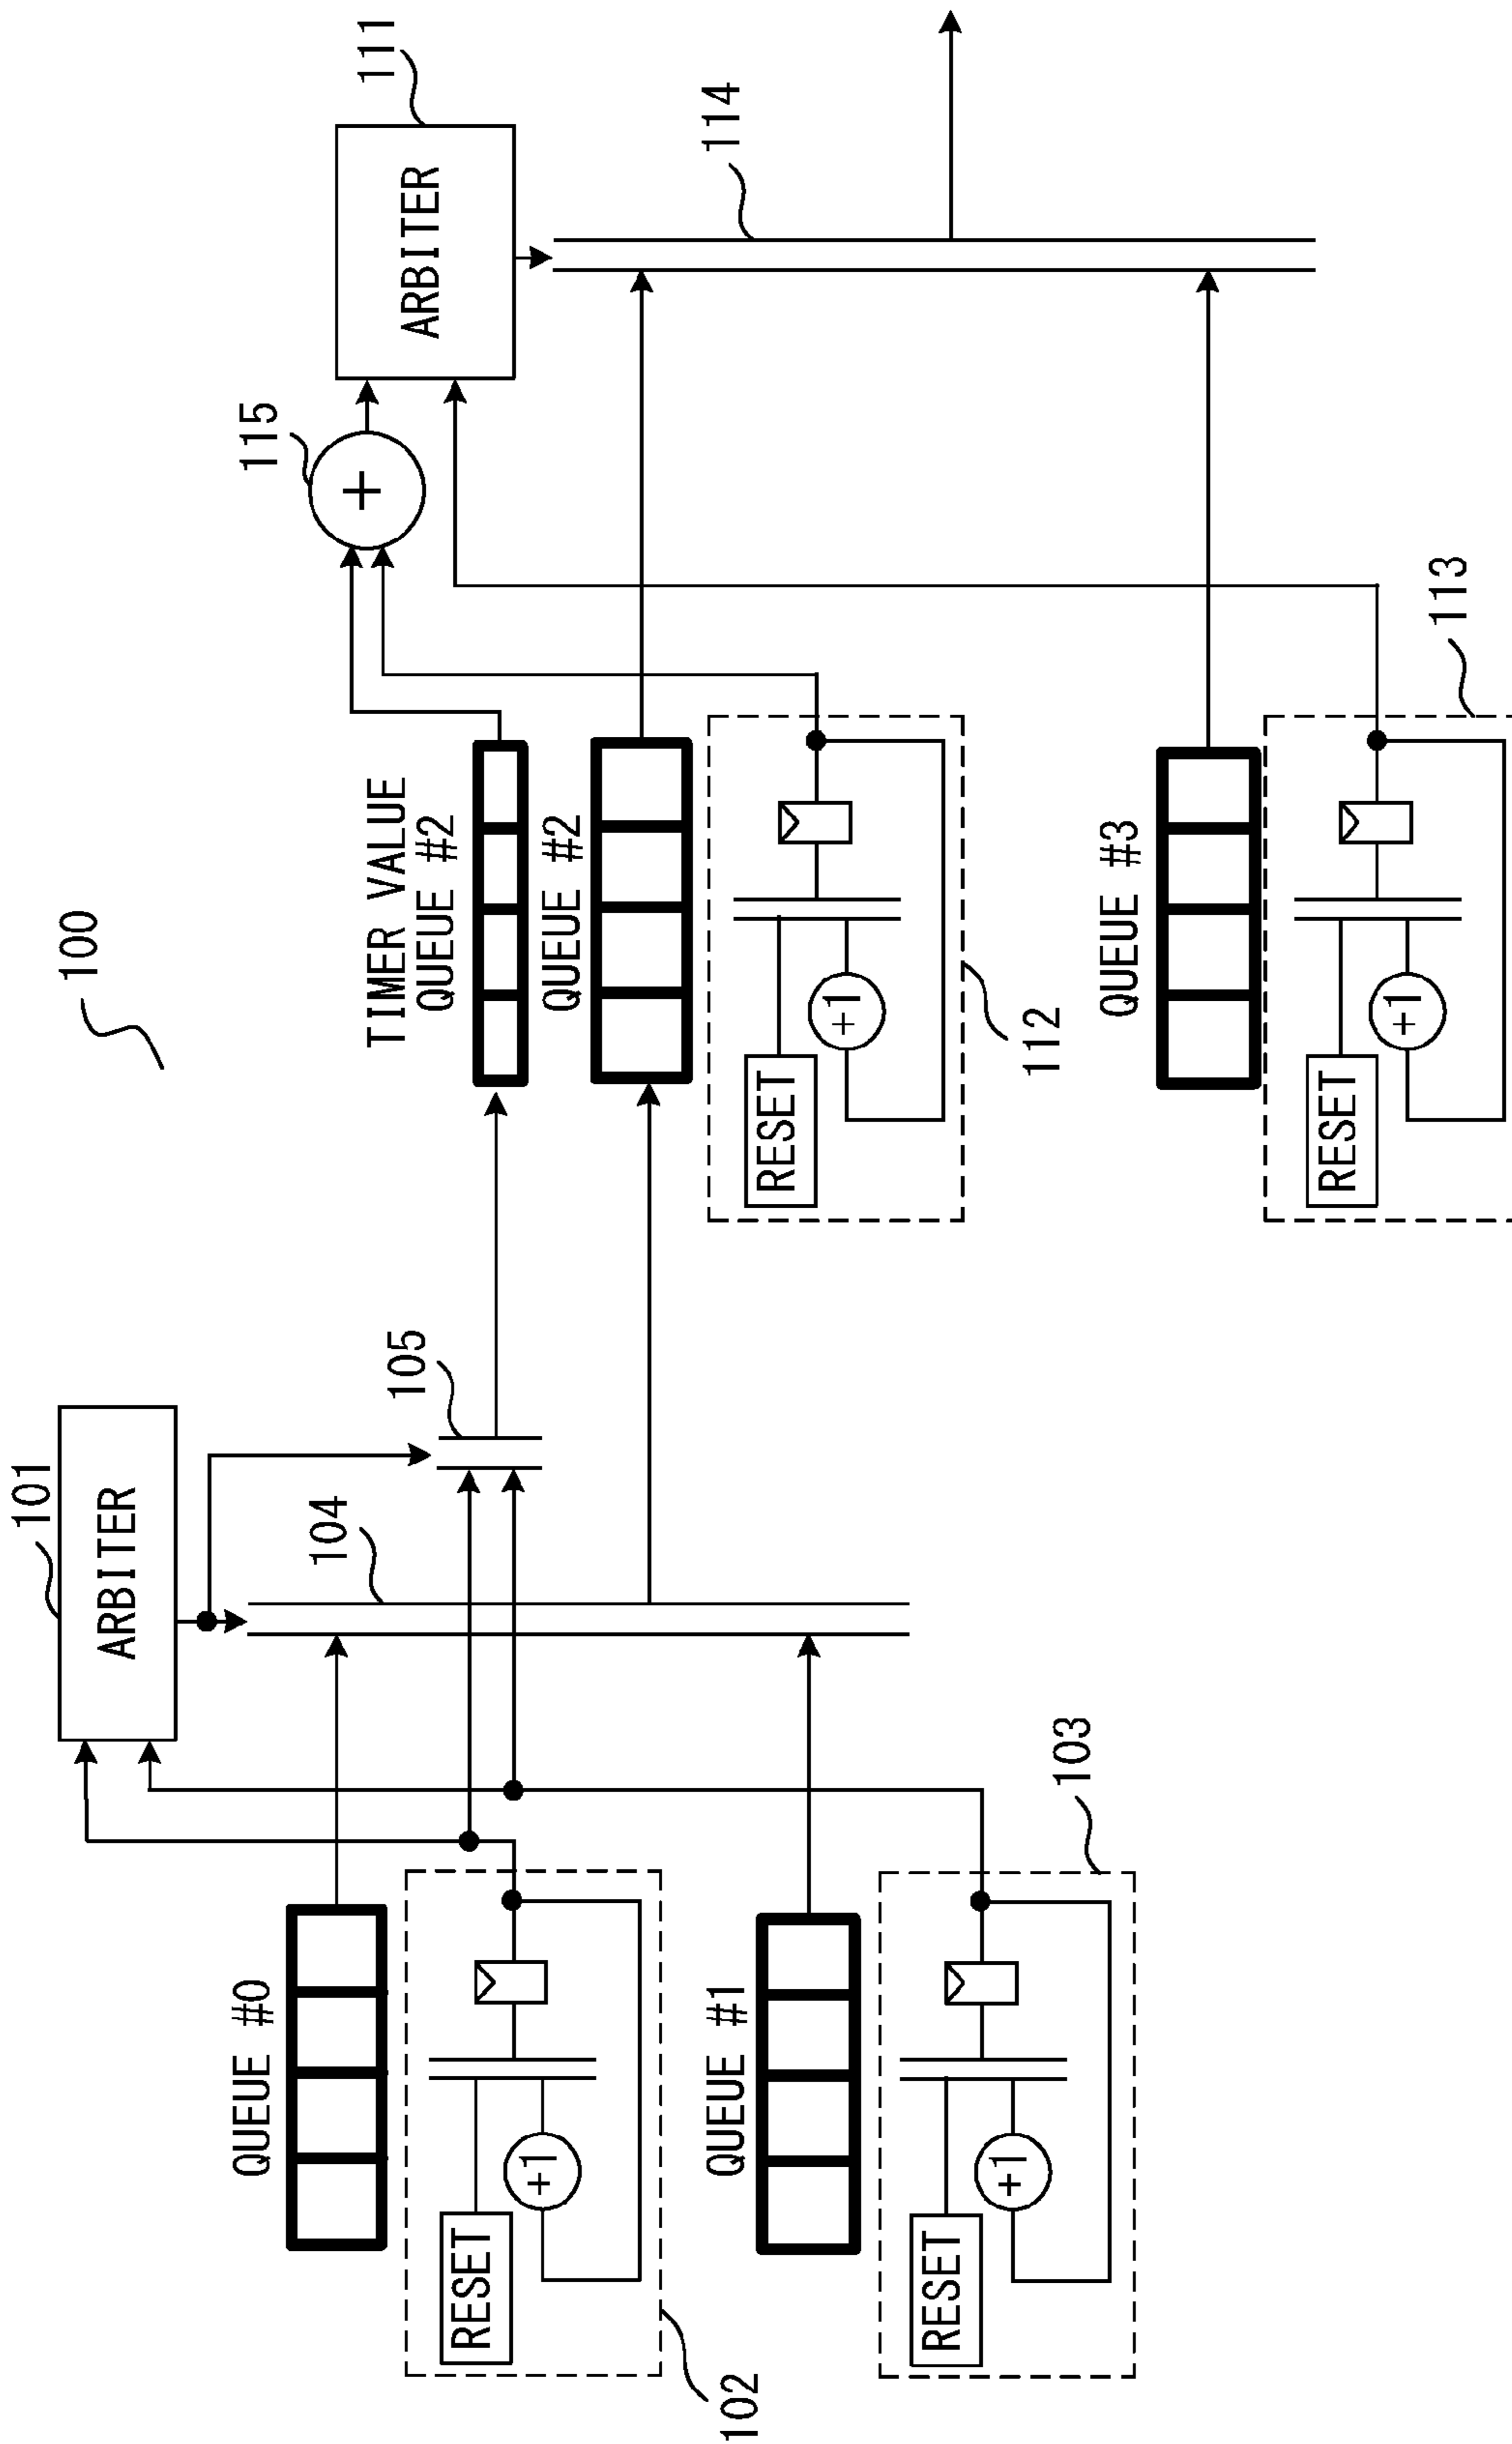 100
101
ARBITER
111
ARBITER
115
105
104
114
TIMER VALUE
QUEUE #2
QUEUE #0
QUEUE #2
RESET
+1
102
RESET
+1
112
+
QUEUE #1
QUEUE #3
RESET
+1
103
RESET
+1
113